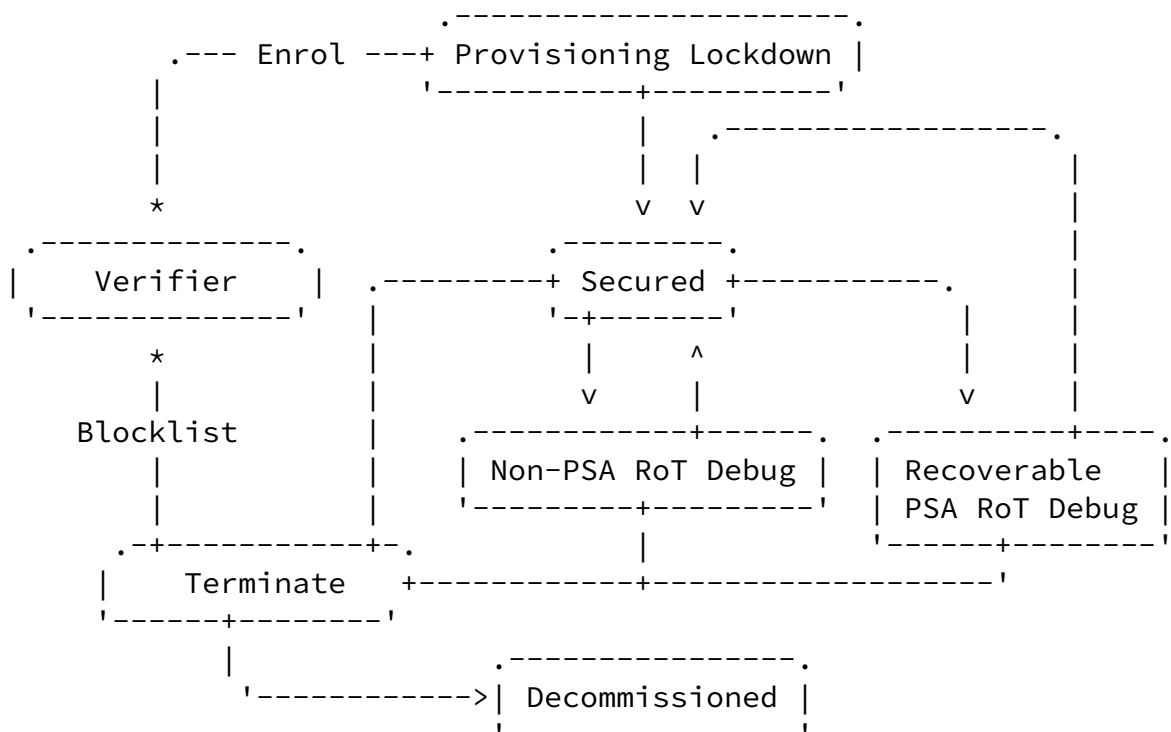 Enrol Provisioning Lockdown
Verifier Secured
Blocklist
Non-PSA RoT Debug Recoverable
PSA RoT Debug
Terminate
Decommissioned